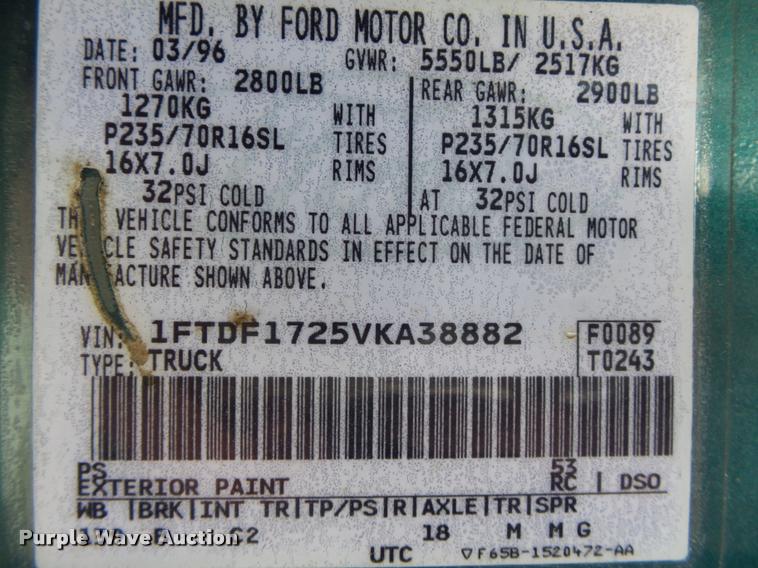 MFD. BY FORD MOTOR CO. IN U.S.A.
DATE: 03/96 GVWR: 5550LB/ 2517KG
FRONT GAWR: 2800LB REAR GAWR: 2900LB
1270KG WITH 1315KG WITH
P235/70R16SL TIRES P235/70R16SL TIRES
16X7.0J RIMS 16X7.0J RIMS
32PSI COLD AT 32PSI COLD
VEHICLE CONFORMS TO ALL APPLICABLE FEDERAL MOTOR
VEHICLE SAFETY STANDARDS IN EFFECT ON THE DATE OF
MANUFACTURE SHOWN ABOVE.
VIN: 1FTDF1725VKA38882 F0089
TYPE: TRUCK T0243
PS 53
EXTERIOR PAINT RC | DSO
WB |BRK|INT TR|TP/PS|R|AXLE|TR|SPR
18 M M G
Purple Wave Auction
UTC ▽F65B-1520472-AA